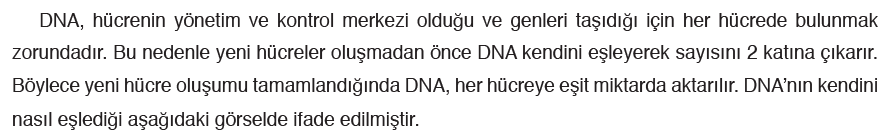 DNA, hücrenin yönetim ve kontrol merkezi olduğu ve genleri taşıdığı için her hücrede bulunmak
zorundadır. Bu nedenle yeni hücreler oluşmadan önce DNA kendini eşleyerek sayısını 2 katına çıkarır.
Böylece yeni hücre oluşumu tamamlandığında DNA, her hücreye eşit miktarda aktarılır. DNA’nın kendini
nasıl eşlediği aşağıdaki görselde ifade edilmiştir.